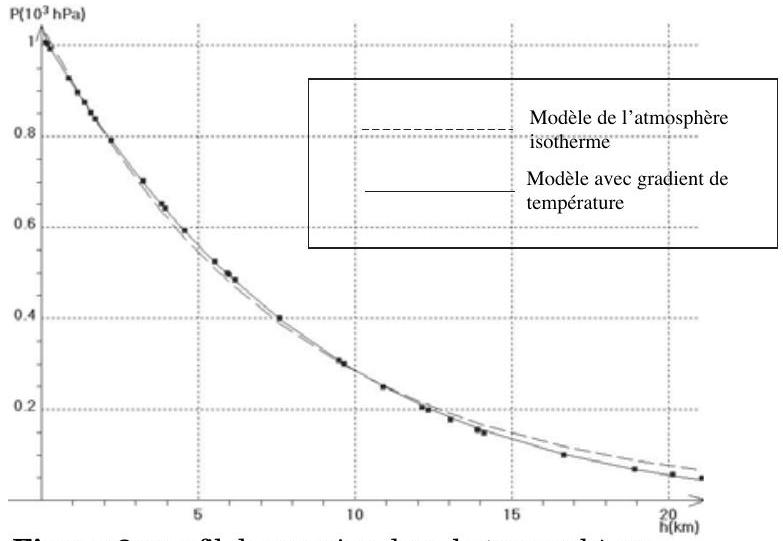 P(10³ hPa)
1
0.8
0.6
0.4
0.2
Modèle de l'atmosphère
isotherme
Modèle avec gradient de
température
5
10
15
20
h(km)